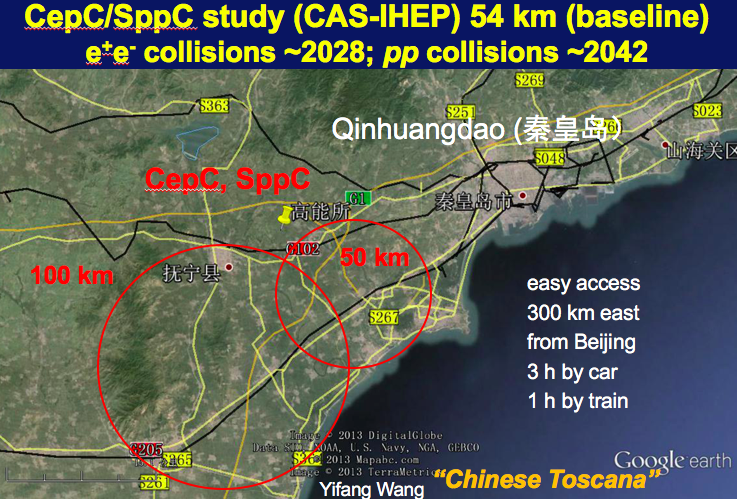 CepC/SppC study (CAS-IHEP) 54 km (baseline)
e+e- collisions ~2028; pp collisions ~2042
S269
S363
S251
S023
Qinhuangdao (秦皇岛)
山海关区
S048
CepC, SppC
G1
高能所
秦皇岛市
G102
50 km
100 km
抚宁县
easy access
S267
300 km east
from Beijing
3 h by car
1 h by train
Image © 2013 DigitalGlobe
Data SIO, NOAA, U.S. Navy, NGA, GEBCO
G205
S265
© 2013 Mapabc.com
Google earth
Image © 2013 TerraMetrics
S261
Yifang Wang
“Chinese Toscana”